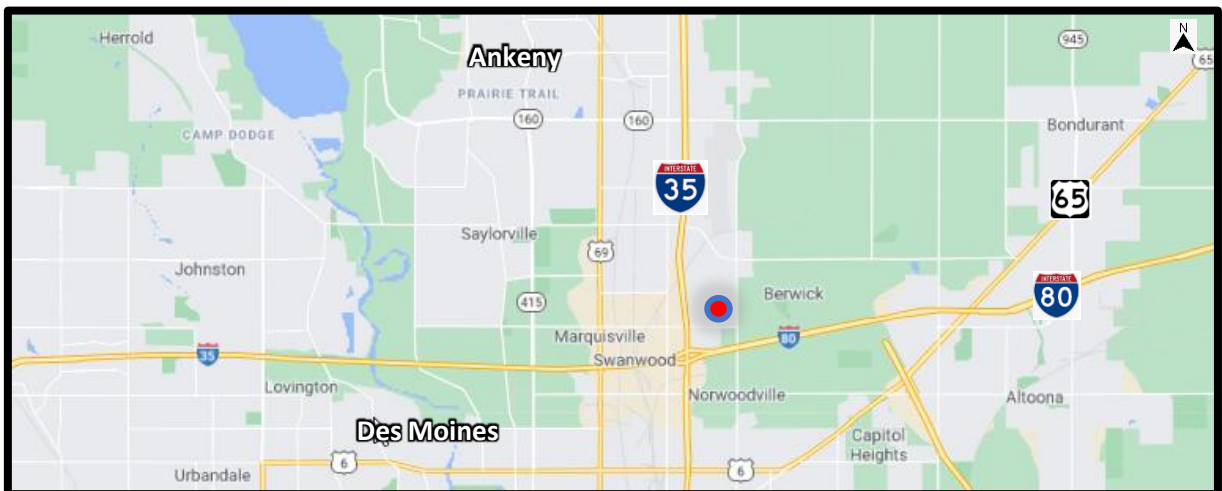 Herrold
Ankeny
945
N
65
PRAIRIE TRAIL
160
160
Bondurant
CAMP DODGE
INTERSTATE
35
65
Saylorville
69
Johnston
415
Berwick
INTERSTATE
80
Marquisville
80
35
Swanwood
Lovington
Norwoodville
Altoona
Des Moines
Capitol
Heights
6
6
Urbandale